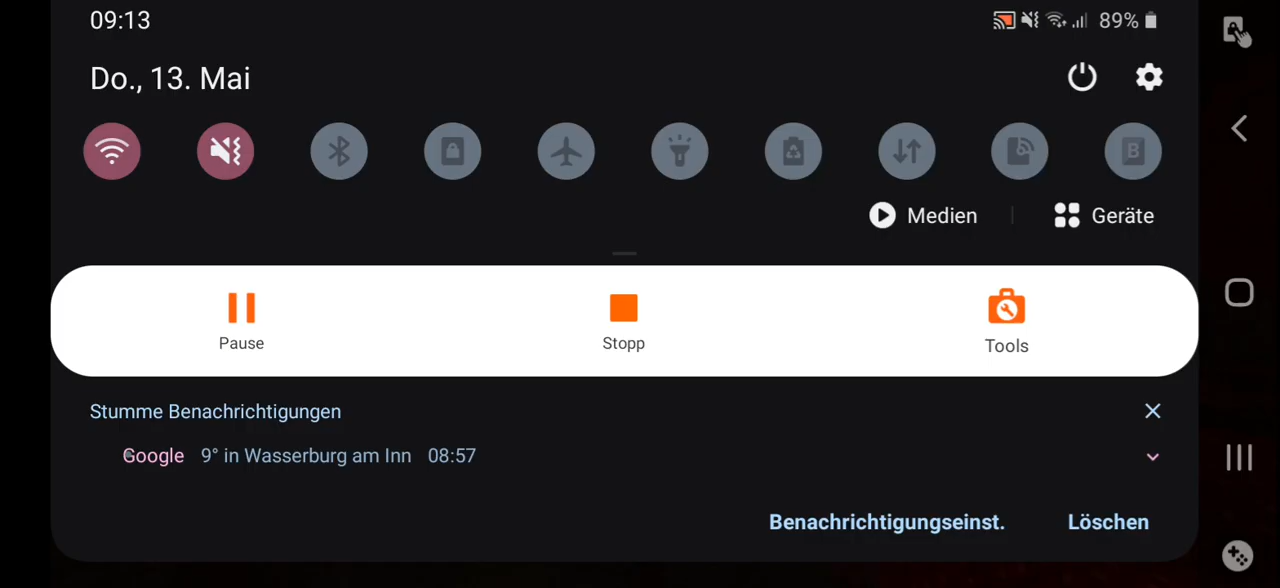 09:13
89%
Do., 13. Mai
B
Medien
Geräte
Pause
Stopp
Tools
Stumme Benachrichtigungen
Google 9° in Wasserburg am Inn 08:57
Benachrichtigungseinst.
Löschen